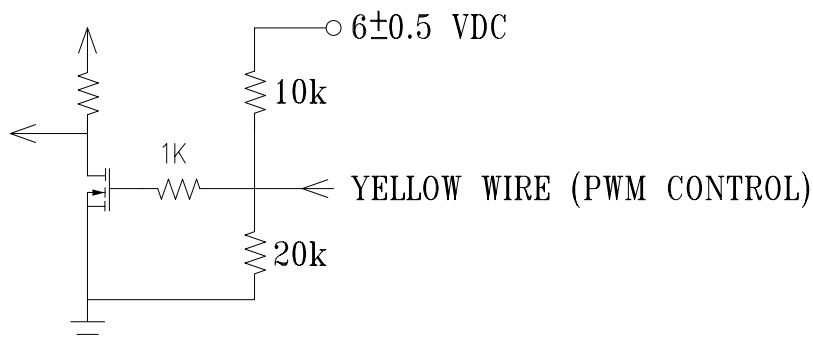 6±0.5 VDC
10k
1K
YELLOW WIRE (PWM CONTROL)
20k